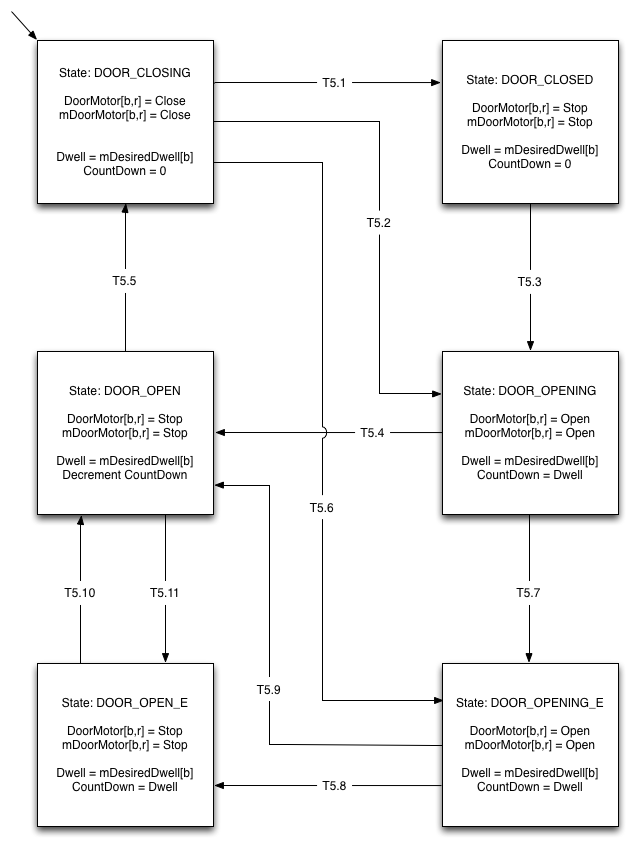 State: DOOR_CLOSING
DoorMotor[b,r] = Close
mDoorMotor[b,r] = Close
Dwell = mDesiredDwell[b]
CountDown = 0
T5.1
State: DOOR_CLOSED
DoorMotor[b,r] = Stop
mDoorMotor[b,r] = Stop
Dwell = mDesiredDwell[b]
CountDown = 0
T5.2
T5.5
T5.3
State: DOOR_OPEN
DoorMotor[b,r] = Stop
mDoorMotor[b,r] = Stop
Dwell = mDesiredDwell[b]
Decrement CountDown
T5.4
State: DOOR_OPENING
DoorMotor[b,r] = Open
mDoorMotor[b,r] = Open
Dwell = mDesiredDwell[b]
CountDown = Dwell
T5.6
T5.10
T5.11
T5.7
T5.9
State: DOOR_OPEN_E
DoorMotor[b,r] = Stop
mDoorMotor[b,r] = Stop
Dwell = mDesiredDwell[b]
CountDown = Dwell
T5.8
State: DOOR_OPENING_E
DoorMotor[b,r] = Open
mDoorMotor[b,r] = Open
Dwell = mDesiredDwell[b]
CountDown = Dwell